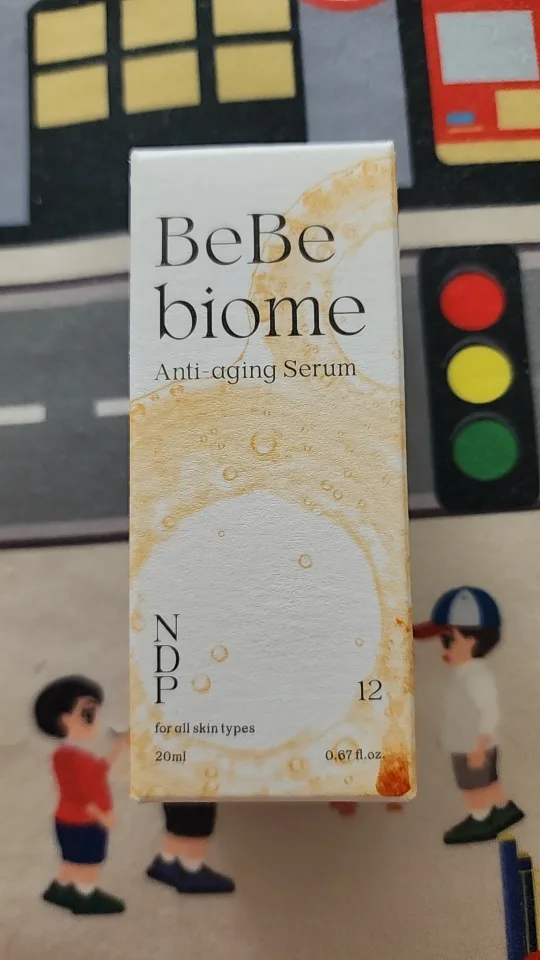 BeBe
biome
Anti-aging Serum
N
D
P
12
for all skin types
20ml 0.67 fl.oz.